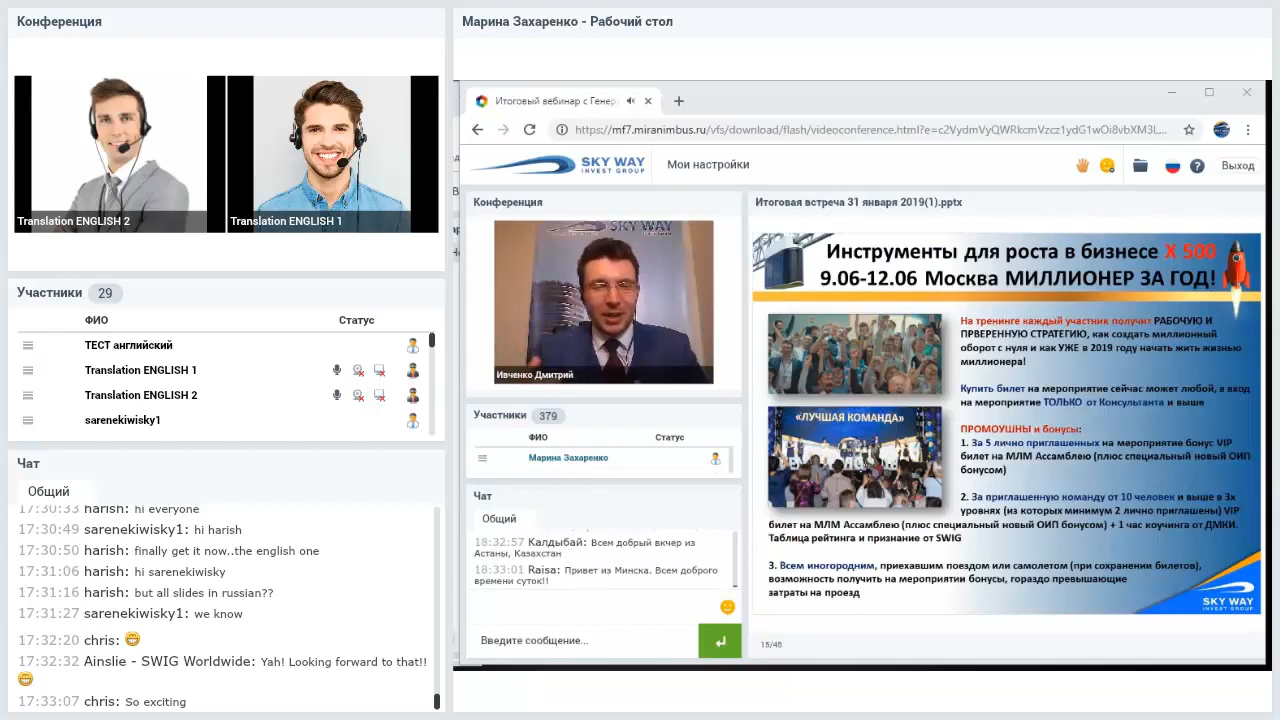 Конференция
Translation ENGLISH 2
Translation ENGLISH 1
Участники 29
ФИО Статус
ТЕСТ английский
Translation ENGLISH 1
Translation ENGLISH 2
sarenekiwisky1
Чат
Общий
17:30:33 harish: hi everyone
17:30:49 sarenekiwisky1: hi harish
17:30:50 harish: finally get it now..the english one
17:31:06 harish: hi sarenekiwisky
17:31:16 harish: but all slides in russian??
17:31:27 sarenekiwisky1: we know
17:32:20 chris:
17:32:32 Ainslie - SWIG Worldwide: Yah! Looking forward to that!!
17:33:07 chris: So exciting
Марина Захаренко - Рабочий стол
Итоговый вебинар с Генер
https://mf7.miranimbus.ru/vfs/download/flash/videoconference.html?e=c2VydmVyQWRkcmVzcz1ydG1wOi8vbXM3L...
SKY WAY
INVEST GROUP
Мои настройки
Выход
Конференция
SKY WAY
Ивченко Дмитрий
Участники 379
ФИО Статус
Марина Захаренко
Чат
Общий
18:32:57 Калдыбай: Всем добрый вкчер из
Астаны, Казахстан
18:33:01 Raisa: Привет из Минска. Всем доброго
времени суток!!
Введите сообщение...
Итоговая встреча 31 января 2019(1).pptx
Инструменты для роста в бизнесе Х 500
9.06-12.06 Москва МИЛЛИОНЕР ЗА ГОД!
На тренинге каждый участник получит РАБОЧУЮ И
ПРВЕРЕННУЮ СТРАТЕГИЮ, как создать миллионный
оборот с нуля и как УЖЕ в 2019 году начать жить жизнью
миллионера!
Купить билет на мероприятие сейчас может любой, а вход
на мероприятие ТОЛЬКО от Консультанта и выше
ПРОМОУШНЫ и бонусы:
1. За 5 лично приглашенных на мероприятие бонус VIP
билет на МЛМ Ассамблею (плюс специальный новый ОИП
бонусом)
2. За приглашенную команду от 10 человек и выше в 3х
уровнях (из которых минимум 2 лично приглашены) VIP
билет на МЛМ Ассамблею (плюс специальный новый ОИП бонусом) + 1 час коучинга от ДМКИ.
Таблица рейтинга и признание от SWIG
3. Всем иногородним, приехавшим поездом или самолетом (при сохранении билетов),
возможность получить на мероприятии бонусы, гораздо превышающие
затраты на проезд
«ЛУЧШАЯ КОМАНДА»
SKY WAY
INVEST GROUP
15/45